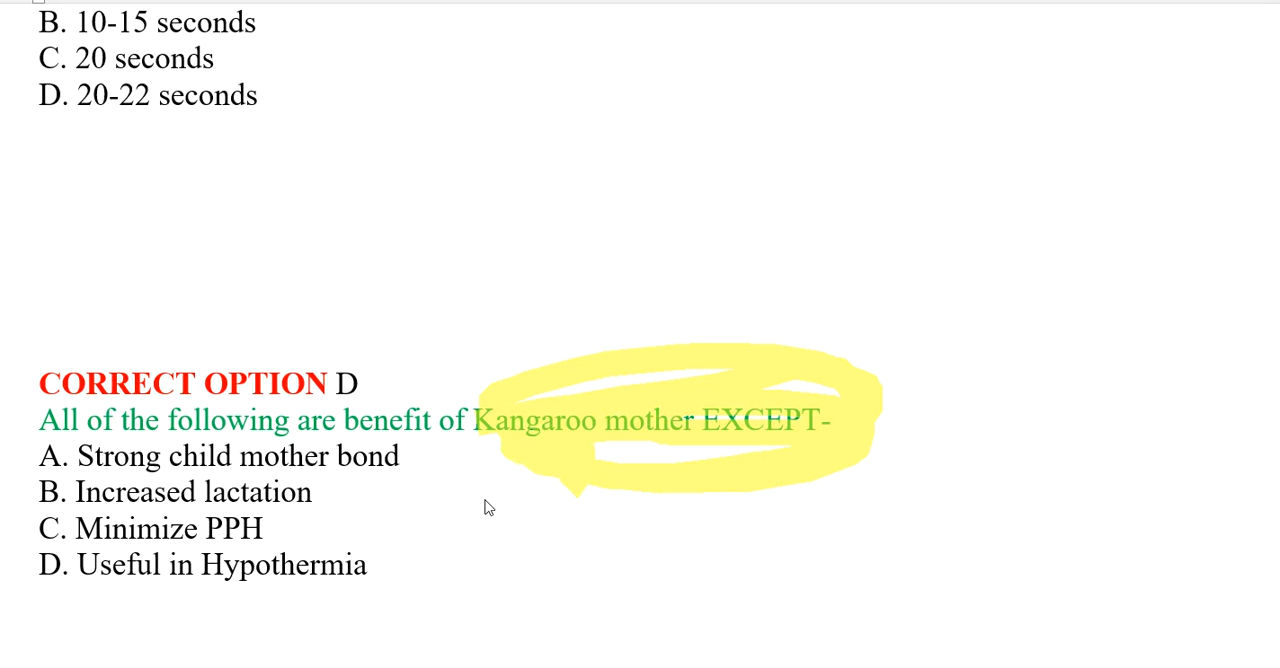 B. 10-15 seconds
C. 20 seconds
D. 20-22 seconds
CORRECT OPTION D
All of the following are benefit of Kangaroo mother EXCEPT-
A. Strong child mother bond
B. Increased lactation
C. Minimize PPH
D. Useful in Hypothermia